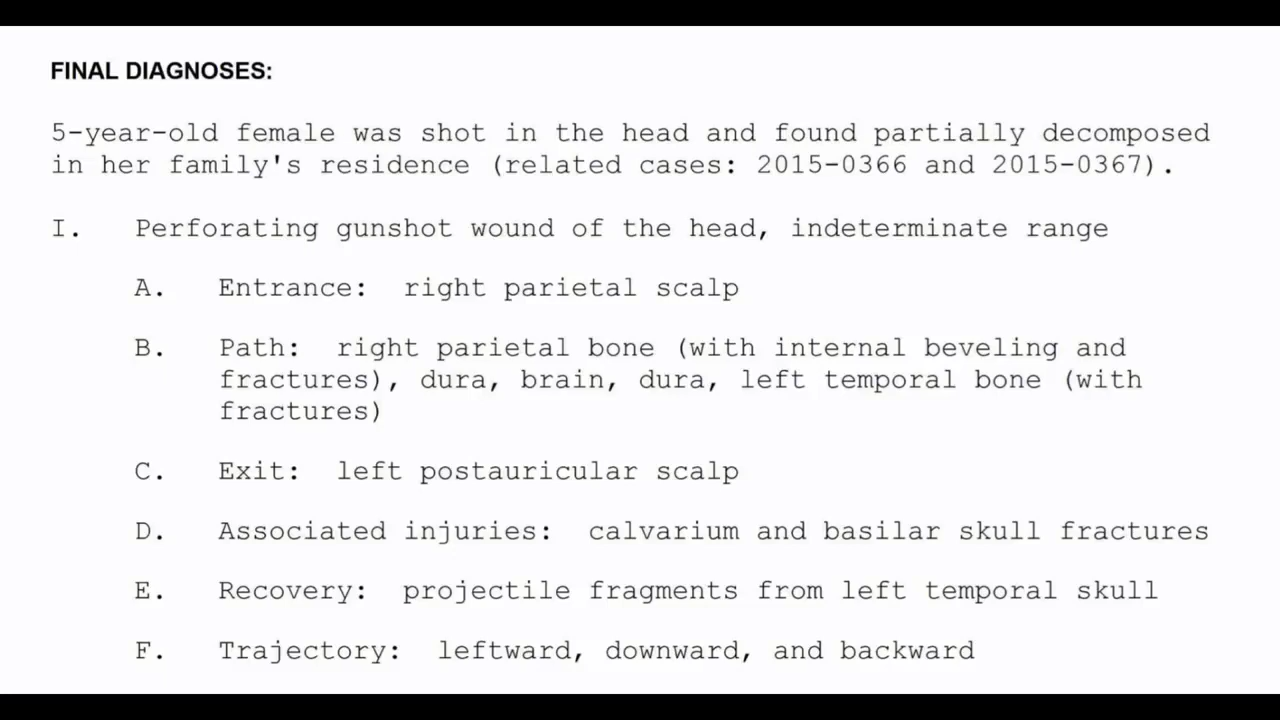 FINAL DIAGNOSES:
5-year-old female was shot in the head and found partially decomposed
in her family's residence (related cases: 2015-0366 and 2015-0367).
I. Perforating gunshot wound of the head, indeterminate range
A. Entrance: right parietal scalp
B. Path: right parietal bone (with internal beveling and
fractures), dura, brain, dura, left temporal bone (with
fractures)
C. Exit: left postauricular scalp
D. Associated injuries: calvarium and basilar skull fractures
E. Recovery: projectile fragments from left temporal skull
F. Trajectory: leftward, downward, and backward